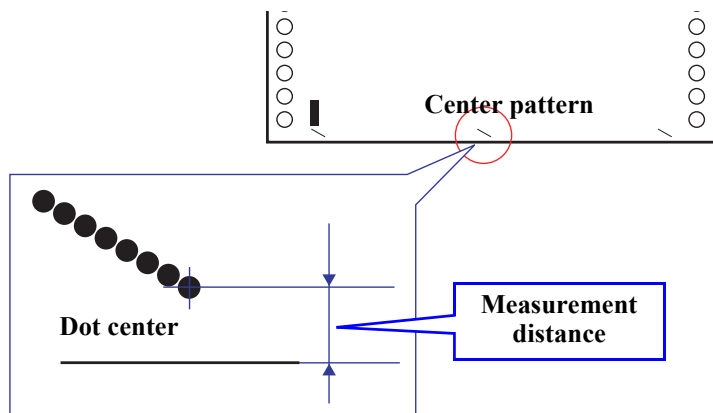 Center pattern
Dot center
Measurement
distance